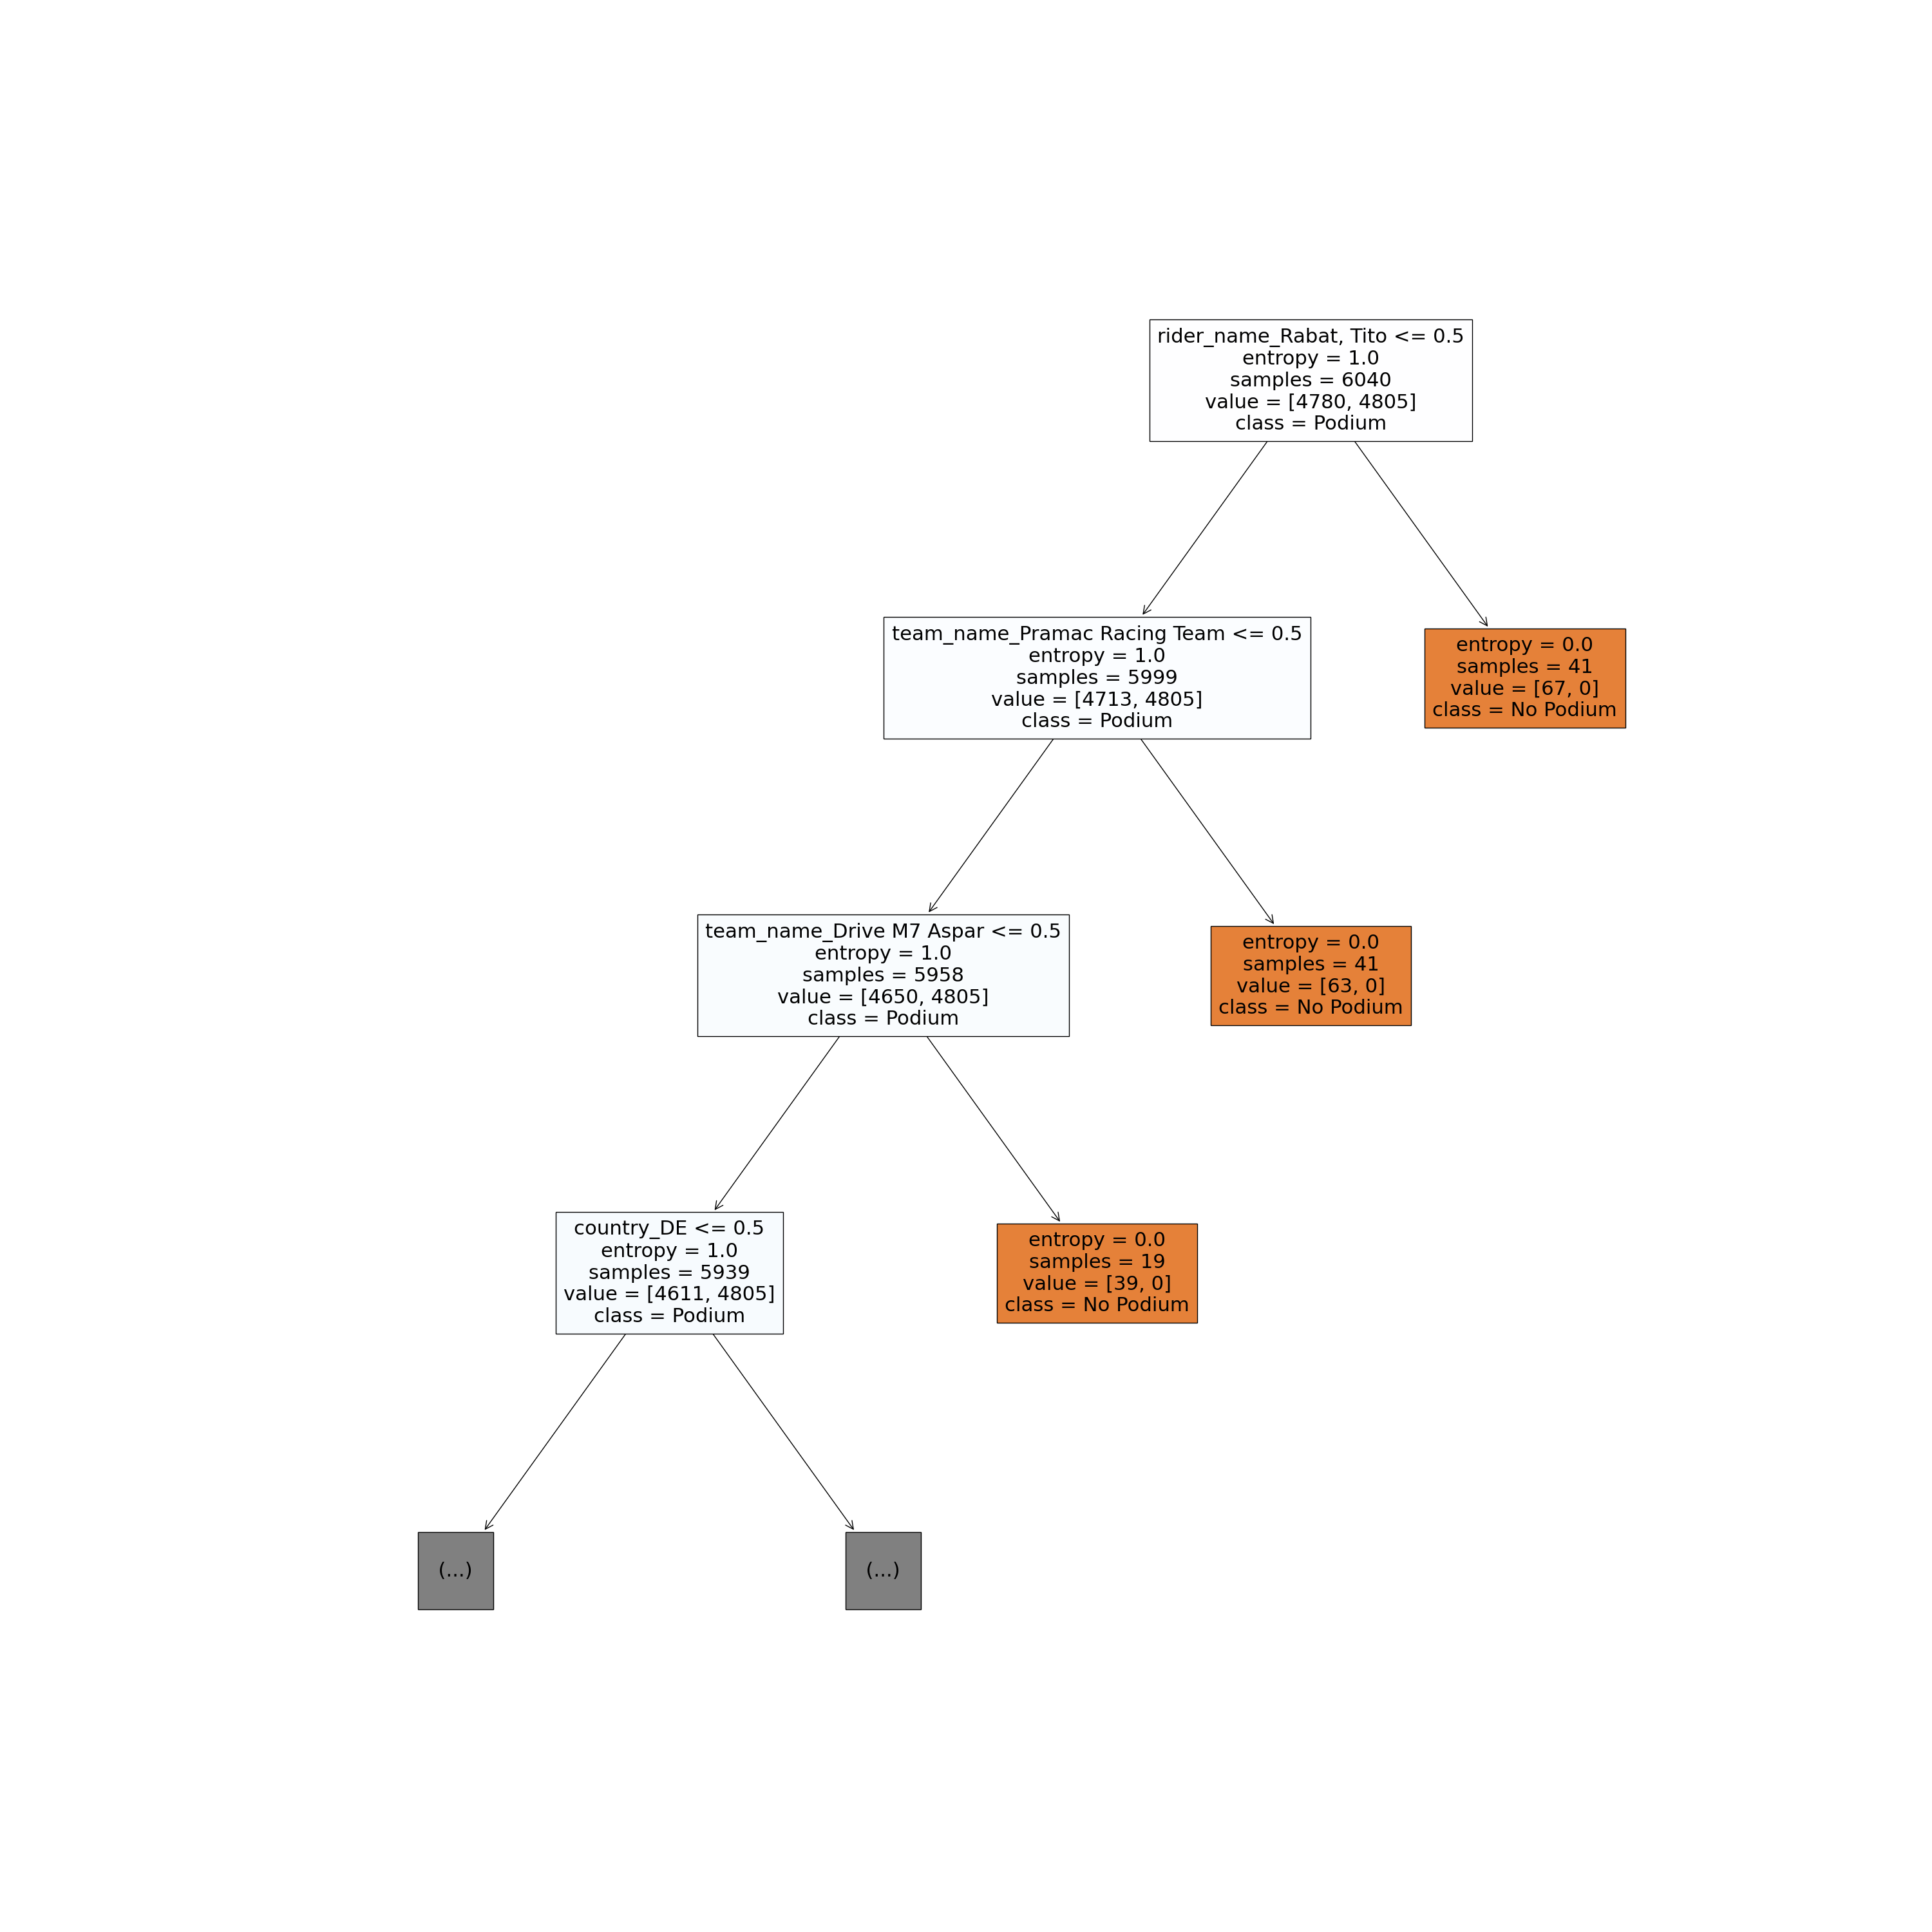 rider_name_Rabat, Tito <= 0.5
entropy = 1.0
samples = 6040
value = [4780, 4805]
class = Podium
team_name_Pramac Racing Team <= 0.5
entropy = 1.0
samples = 5999
value = [4713, 4805]
class = Podium
entropy = 0.0
samples = 41
value = [67, 0]
class = No Podium
team_name_Drive M7 Aspar <= 0.5
entropy = 1.0
samples = 5958
value = [4650, 4805]
class = Podium
entropy = 0.0
samples = 41
value = [63, 0]
class = No Podium
country_DE <= 0.5
entropy = 1.0
samples = 5939
value = [4611, 4805]
class = Podium
entropy = 0.0
samples = 19
value = [39, 0]
class = No Podium
(...)
(...)